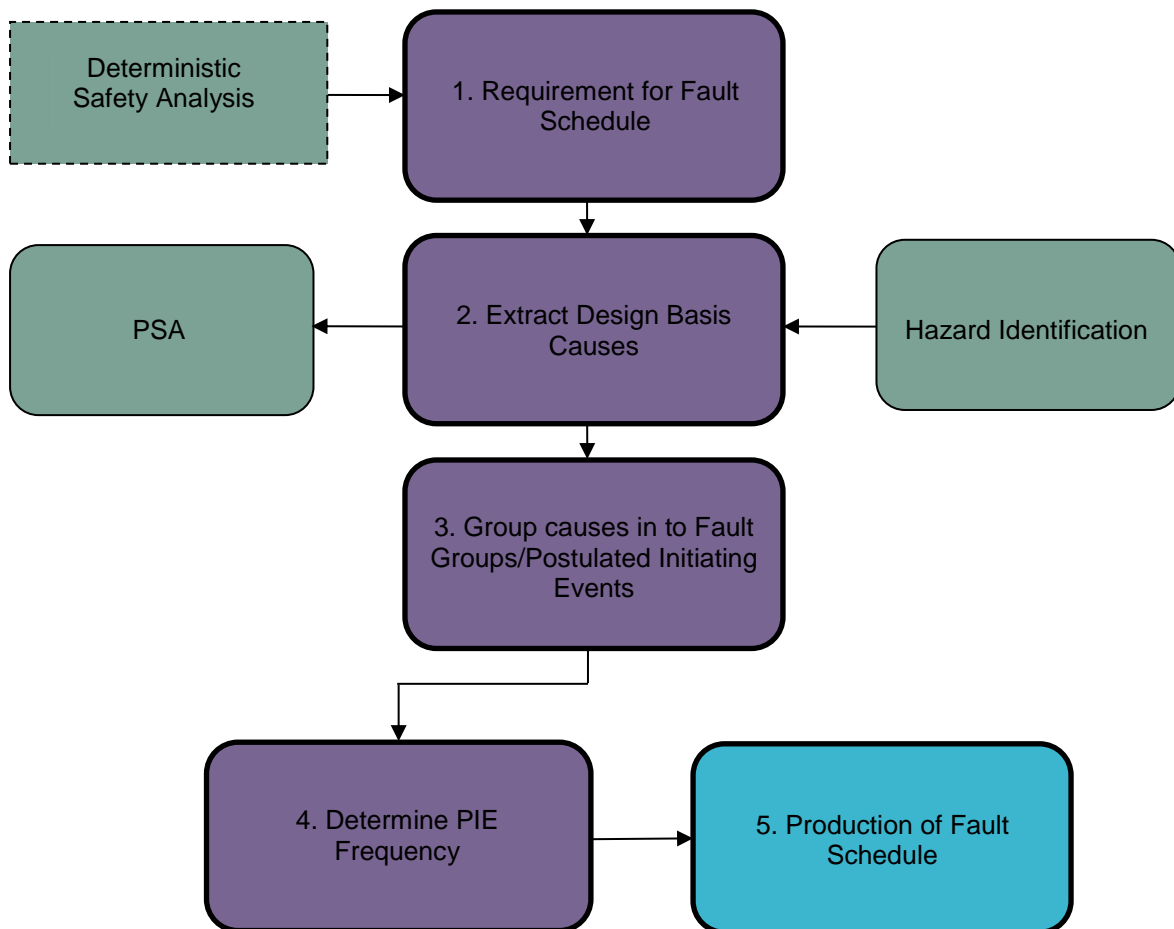 Deterministic
Safety Analysis
1. Requirement for Fault
Schedule
PSA
2. Extract Design Basis
Causes
Hazard Identification
3. Group causes in to Fault
Groups/Postulated Initiating
Events
4. Determine PIE
Frequency
5. Production of Fault
Schedule